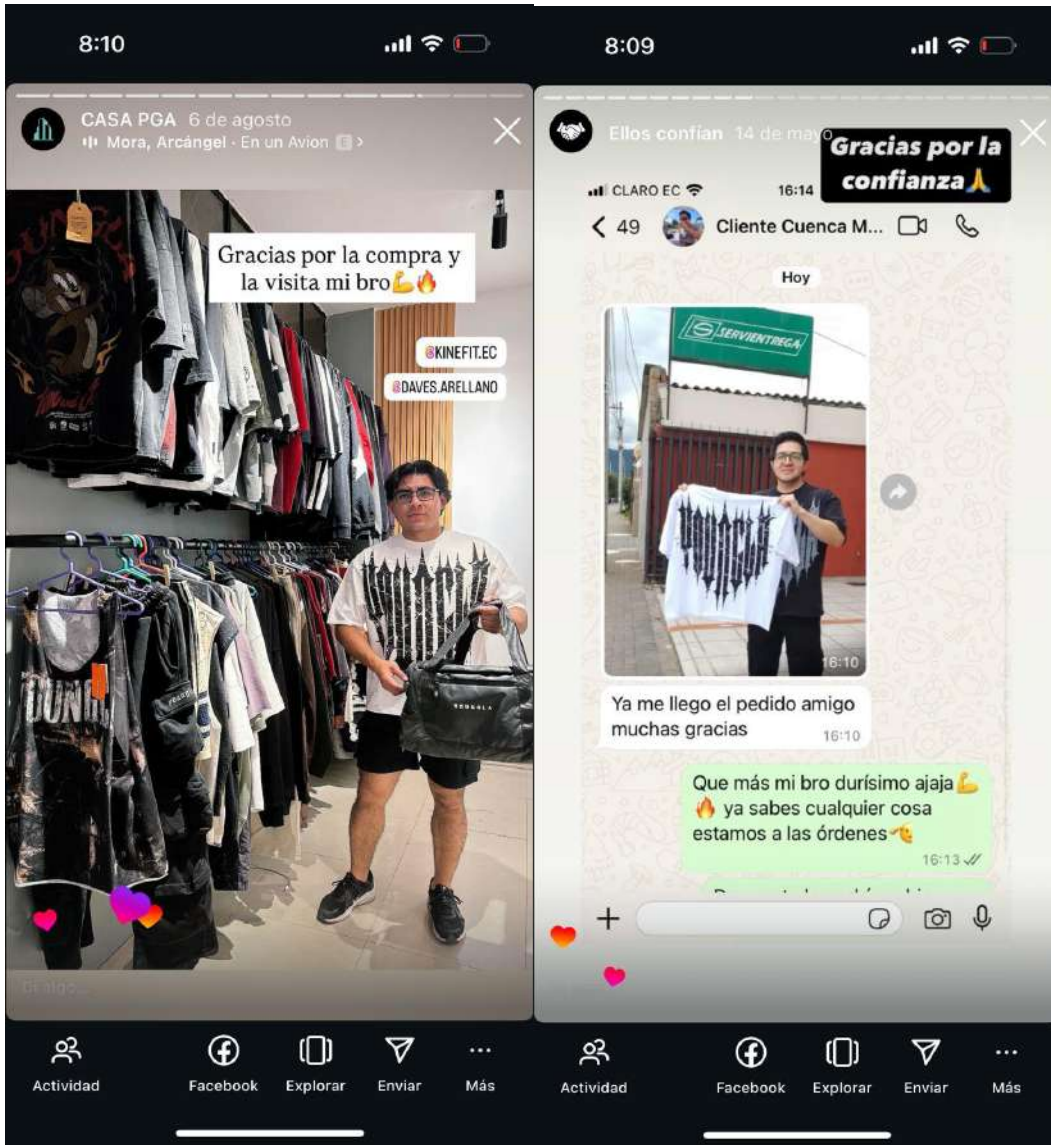 8:10
CASA PGA 6 de agosto
Mora, Arcángel · En un Avion E >
Gracias por la compra y
la visita mi bro💪🔥
@KINEFIT.EC
@DAVES.ARELLANO
Di algo...
Actividad
Facebook
Explorar
Enviar
Más
8:09
Ellos confían 14 de mayo
Gracias por la
confianza🙏
CLARO EC
16:14
49
Cliente Cuenca M...
Hoy
SERVIENTREGA
16:10
Ya me llego el pedido amigo
muchas gracias
16:10
Que más mi bro durísimo ajaja💪
🔥 ya sabes cualquier cosa
estamos a las órdenes🫡
16:13
Actividad
Facebook
Explorar
Enviar
Más